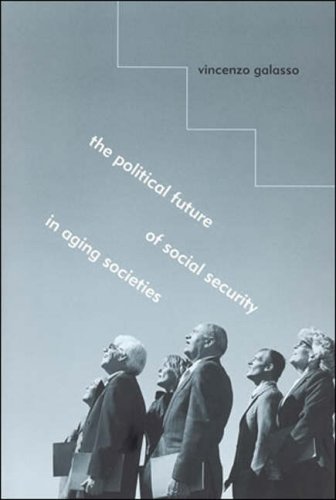 vincenzo galasso
the political future
of social security
in aging societies